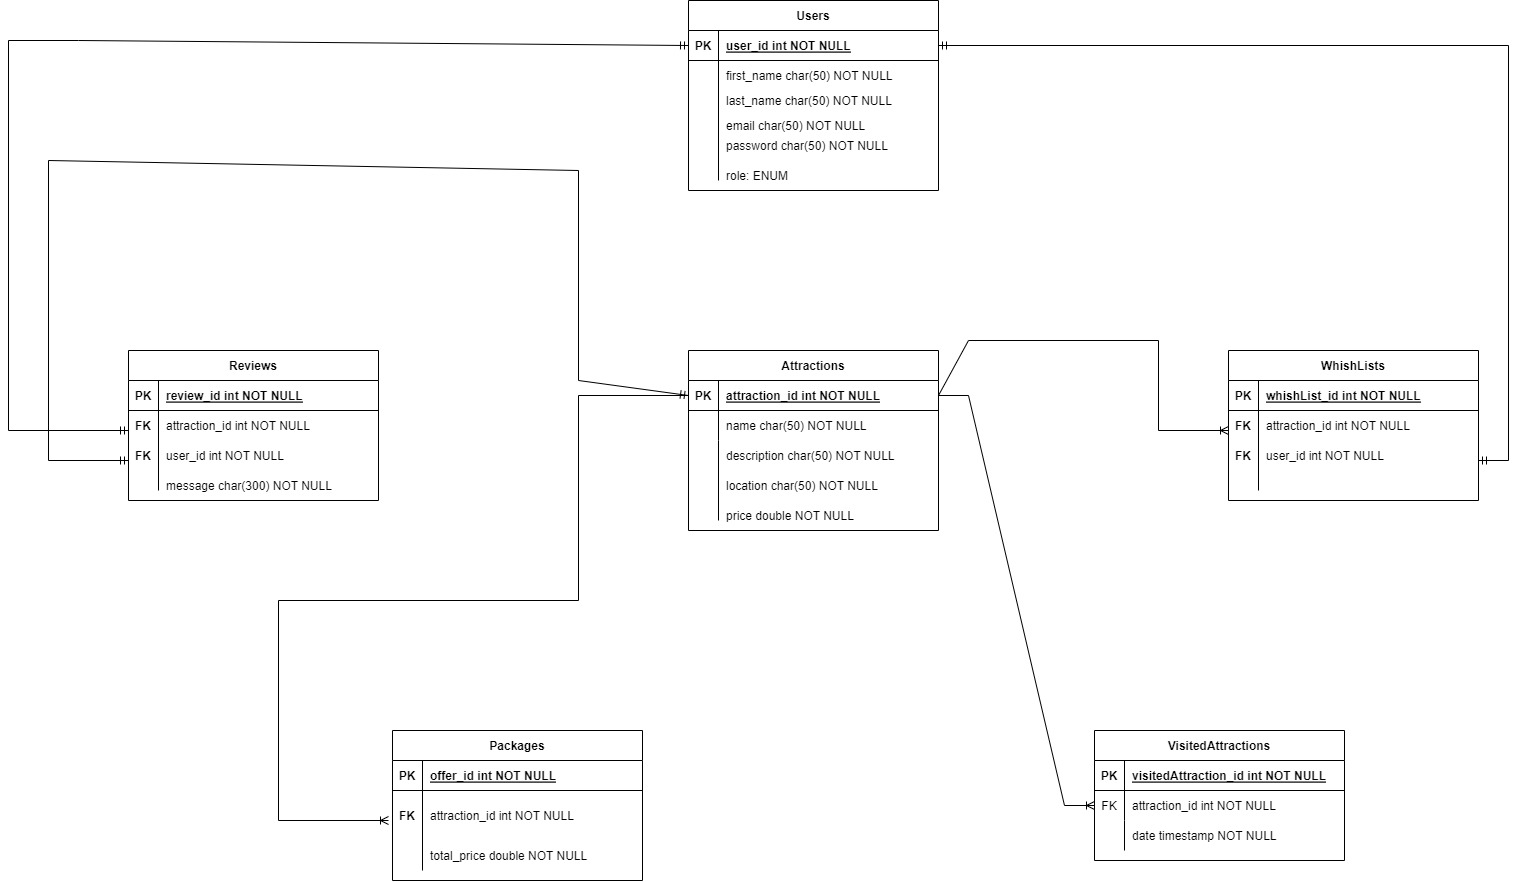 Users
PK user_id int NOT NULL
first_name char(50) NOT NULL
last_name char(50) NOT NULL
email char(50) NOT NULL
password char(50) NOT NULL
role: ENUM
Reviews
PK review_id int NOT NULL
FK attraction_id int NOT NULL
FK user_id int NOT NULL
message char(300) NOT NULL
Attractions
PK attraction_id int NOT NULL
name char(50) NOT NULL
description char(50) NOT NULL
location char(50) NOT NULL
price double NOT NULL
WhishLists
PK whishList_id int NOT NULL
FK attraction_id int NOT NULL
FK user_id int NOT NULL
Packages
PK offer_id int NOT NULL
FK attraction_id int NOT NULL
total_price double NOT NULL
VisitedAttractions
PK visitedAttraction_id int NOT NULL
FK attraction_id int NOT NULL
date timestamp NOT NULL